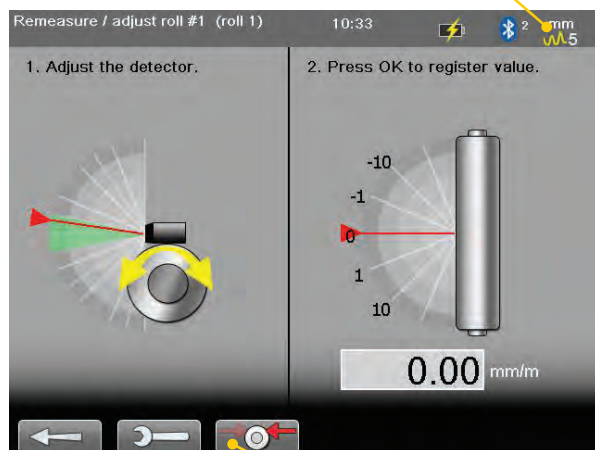 Remeasure / adjust roll #1 (roll 1)
10:33
2
mm
5
1. Adjust the detector.
2. Press OK to register value.
-10
-1
0
1
10
0.00 mm/m